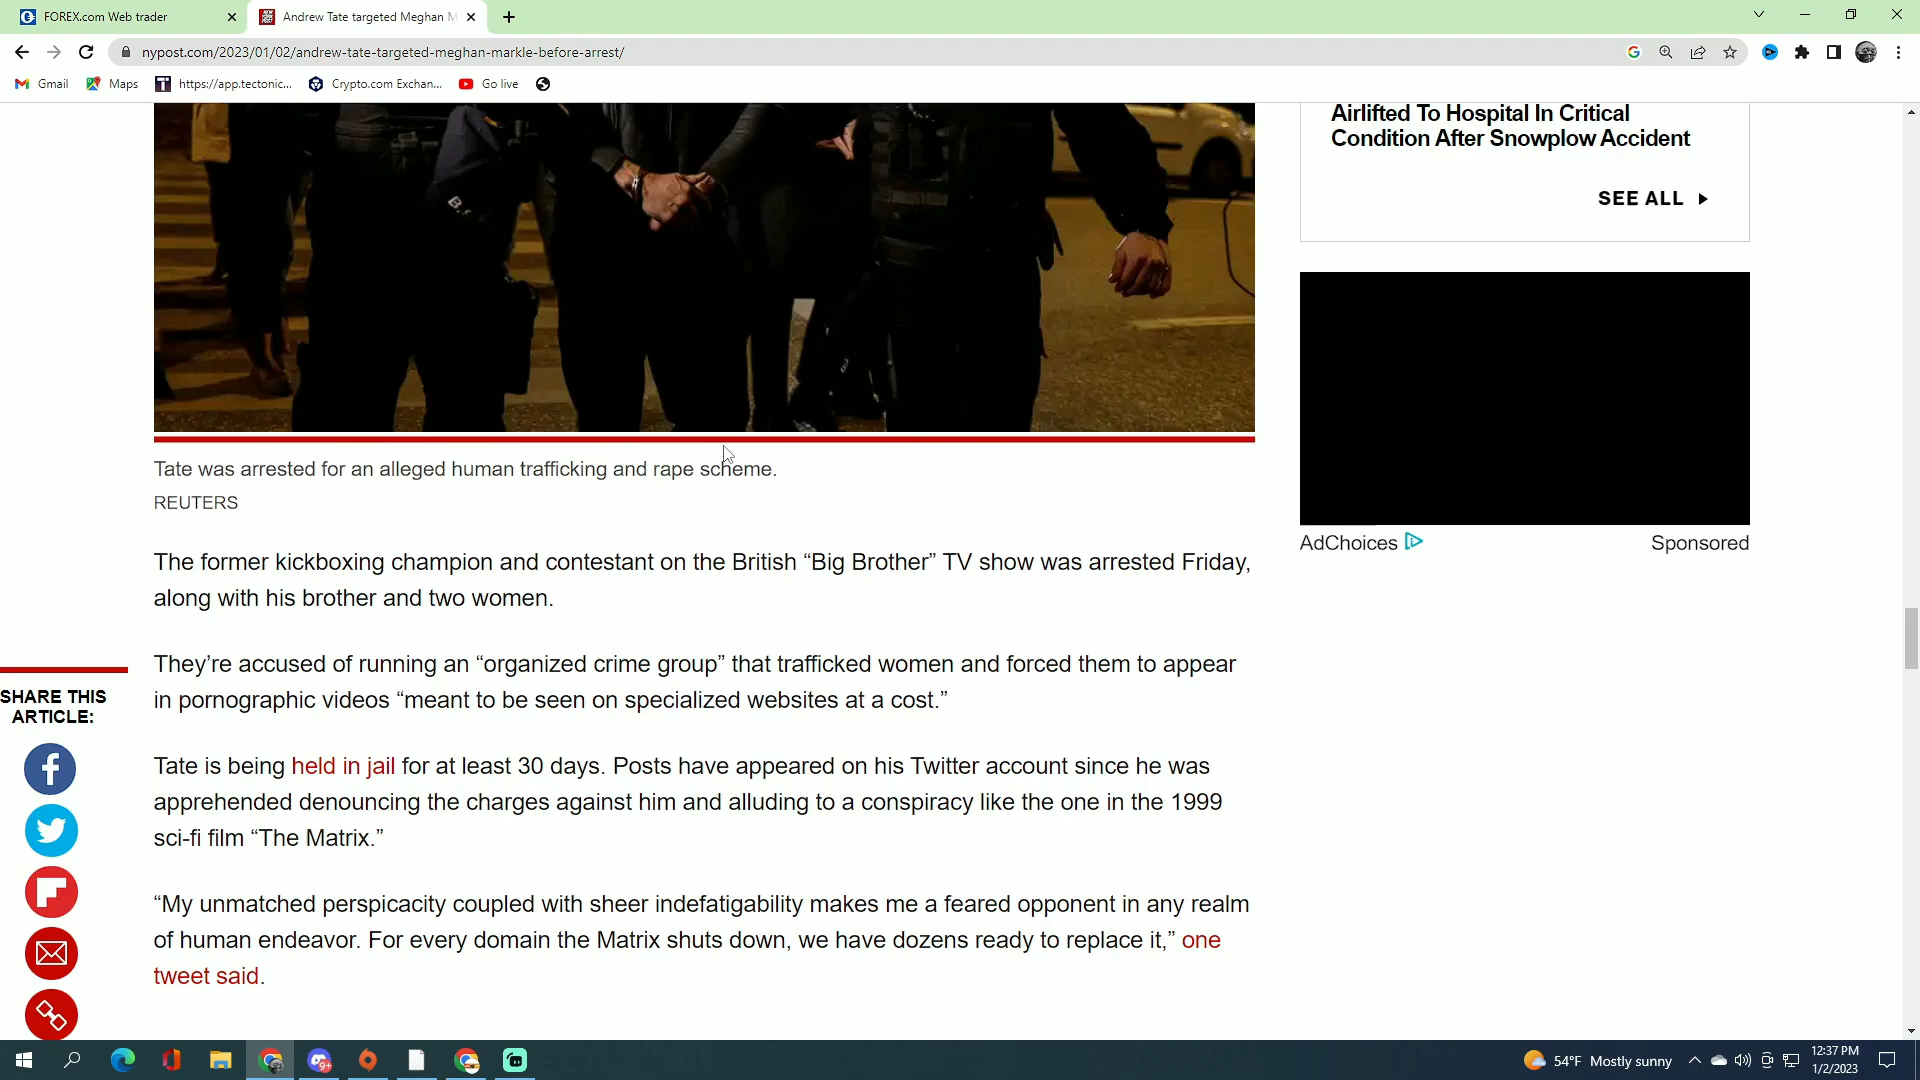 FOREX.com Web trader
Andrew Tate targeted Meghan M
nypost.com/2023/01/02/andrew-tate-targeted-meghan-markle-before-arrest/
Gmail
Maps
https://app.tectonic...
Crypto.com Exchan...
Go live
Airlifted To Hospital In Critical
Condition After Snowplow Accident
SEE ALL
Tate was arrested for an alleged human trafficking and rape scheme.
REUTERS
AdChoices
Sponsored
The former kickboxing champion and contestant on the British “Big Brother” TV show was arrested Friday,
along with his brother and two women.
They’re accused of running an “organized crime group” that trafficked women and forced them to appear
in pornographic videos “meant to be seen on specialized websites at a cost.”
SHARE THIS
ARTICLE:
Tate is being held in jail for at least 30 days. Posts have appeared on his Twitter account since he was
apprehended denouncing the charges against him and alluding to a conspiracy like the one in the 1999
sci-fi film “The Matrix.”
“My unmatched perspicacity coupled with sheer indefatigability makes me a feared opponent in any realm
of human endeavor. For every domain the Matrix shuts down, we have dozens ready to replace it,” one
tweet said.
9+
54°F Mostly sunny
12:37 PM
1/2/2023